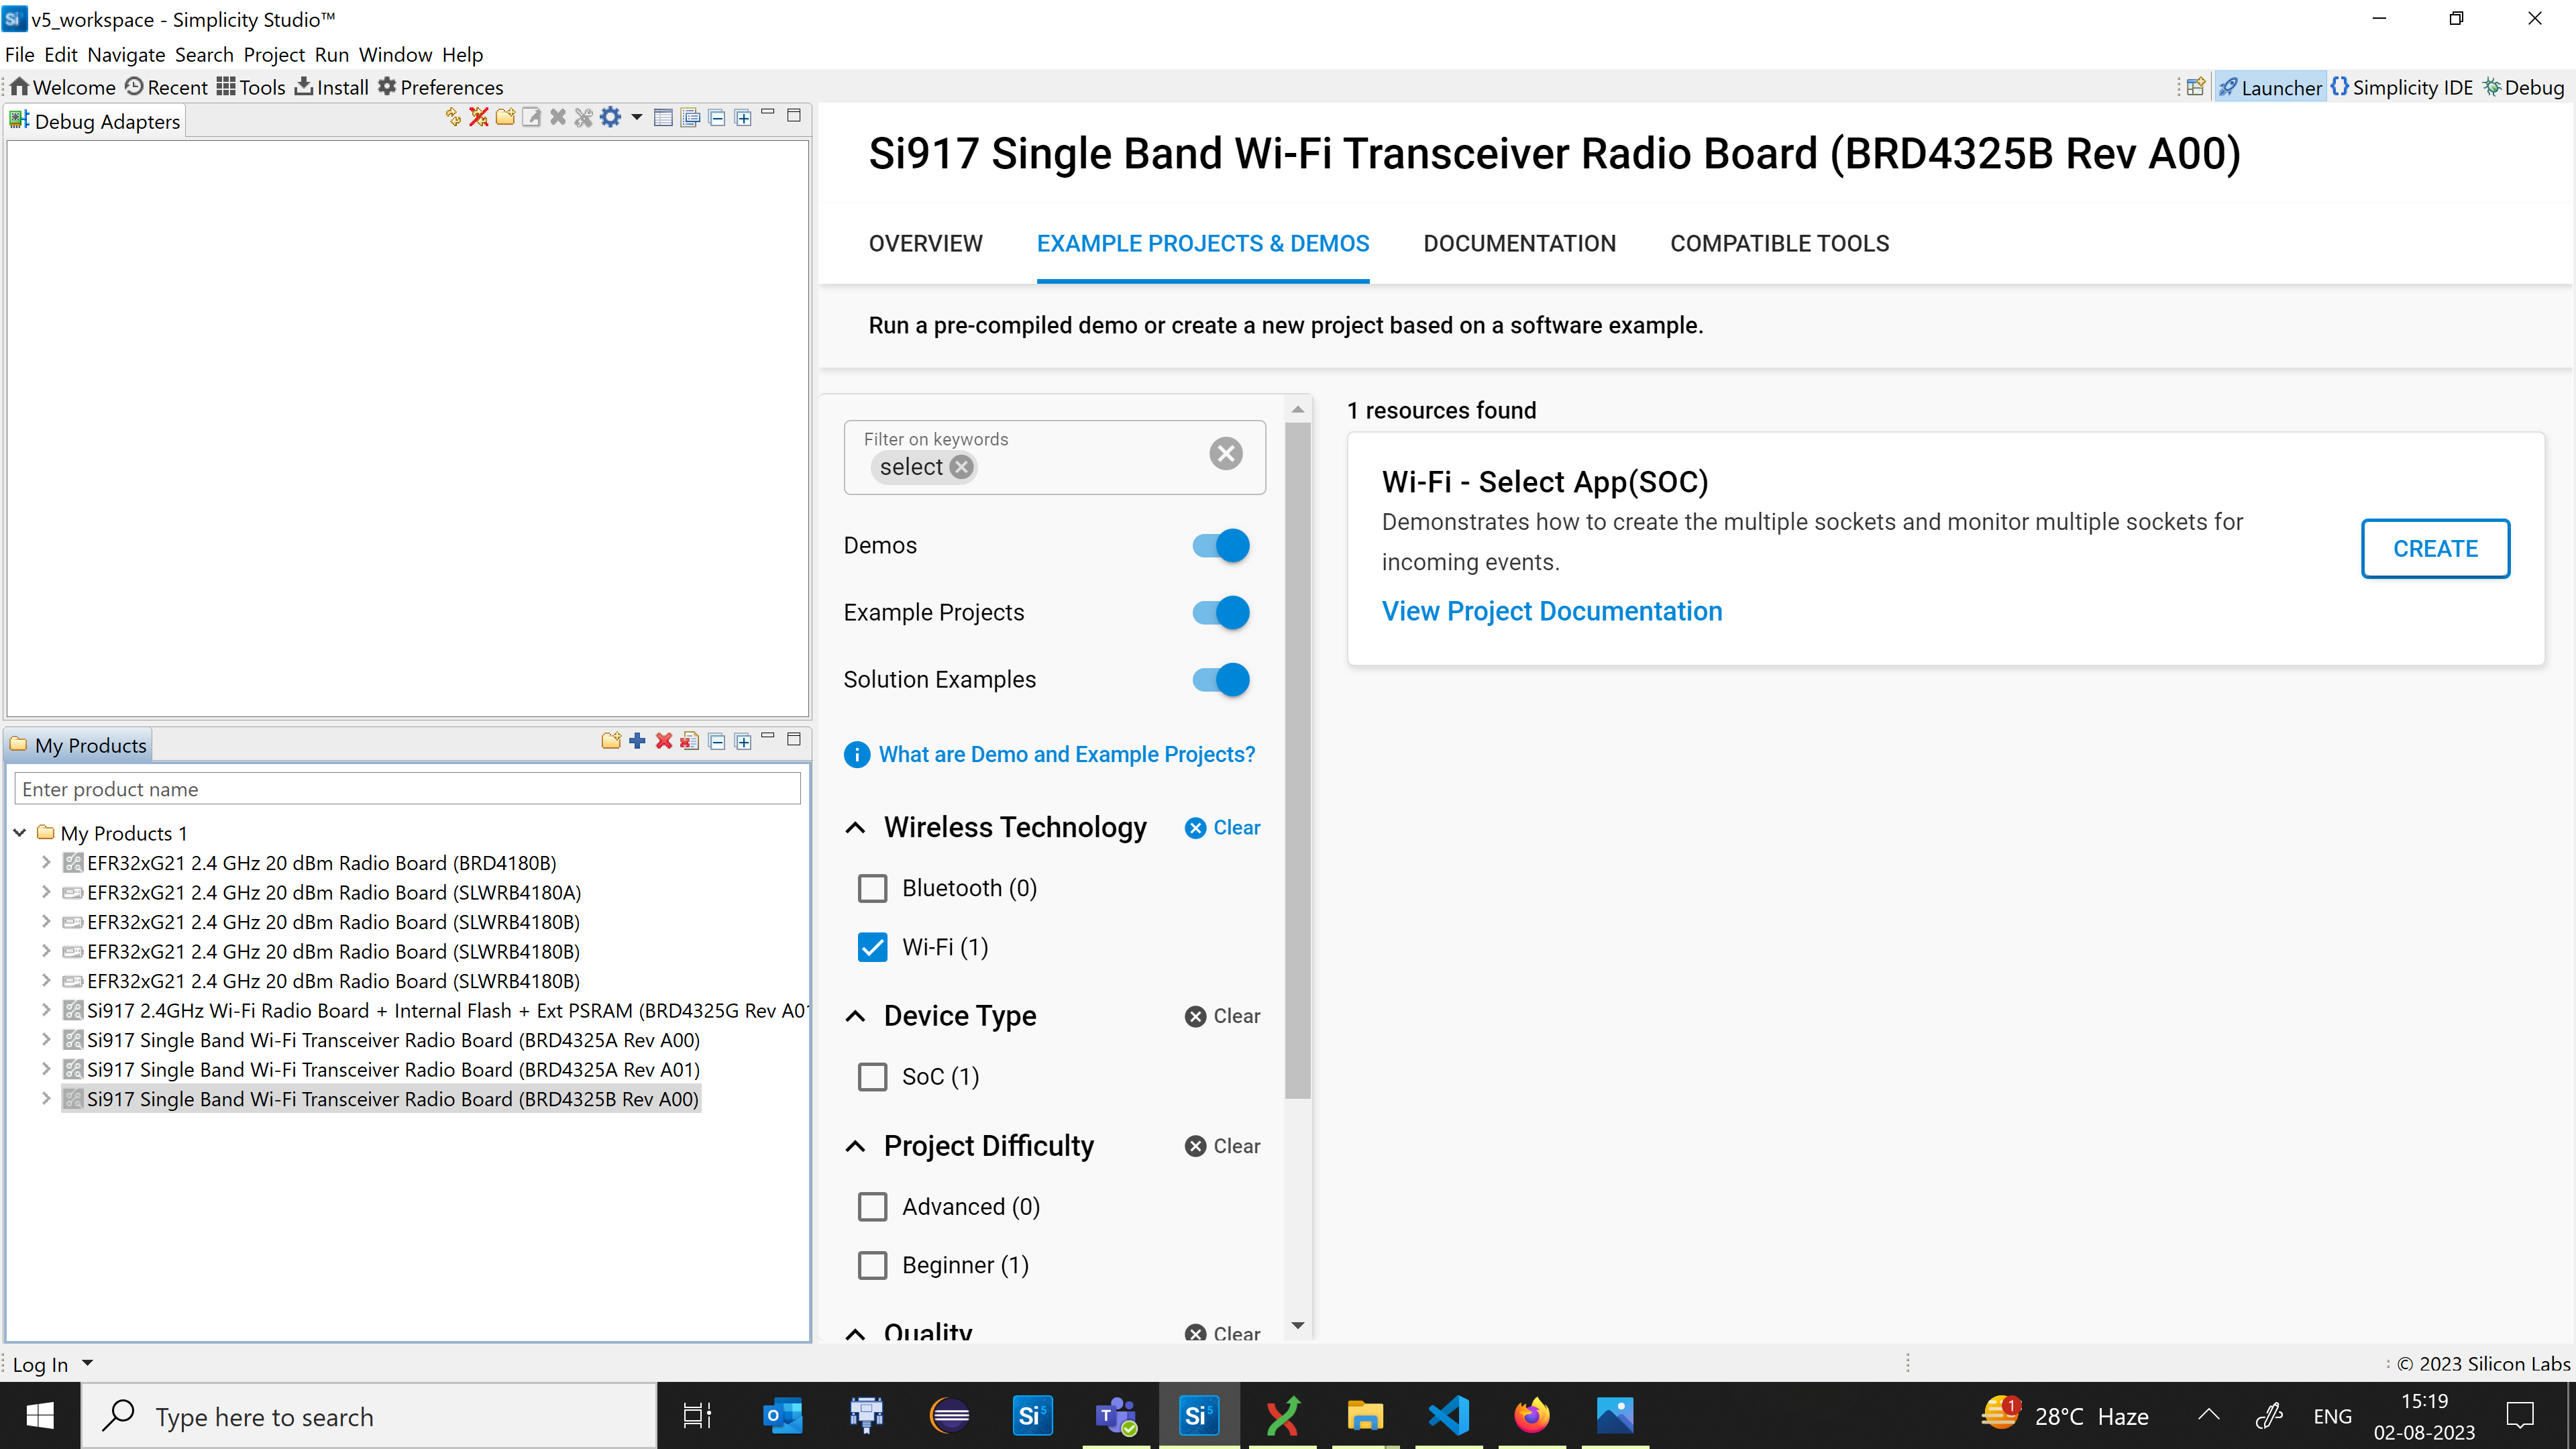 v5_workspace - Simplicity Studio™
File Edit Navigate Search Project Run Window Help
Welcome Recent Tools Install Preferences
Launcher Simplicity IDE Debug
Debug Adapters
Si917 Single Band Wi-Fi Transceiver Radio Board (BRD4325B Rev A00)
OVERVIEW EXAMPLE PROJECTS & DEMOS DOCUMENTATION COMPATIBLE TOOLS
Run a pre-compiled demo or create a new project based on a software example.
Filter on keywords
select
Demos
Example Projects
Solution Examples
What are Demo and Example Projects?
Wireless Technology Clear
Bluetooth (0)
Wi-Fi (1)
Device Type Clear
SoC (1)
Project Difficulty Clear
Advanced (0)
Beginner (1)
Quality Clear
1 resources found
Wi-Fi - Select App(SOC)
Demonstrates how to create the multiple sockets and monitor multiple sockets for
incoming events.
View Project Documentation
CREATE
My Products
Enter product name
My Products 1
EFR32xG21 2.4 GHz 20 dBm Radio Board (BRD4180B)
EFR32xG21 2.4 GHz 20 dBm Radio Board (SLWRB4180A)
EFR32xG21 2.4 GHz 20 dBm Radio Board (SLWRB4180B)
EFR32xG21 2.4 GHz 20 dBm Radio Board (SLWRB4180B)
EFR32xG21 2.4 GHz 20 dBm Radio Board (SLWRB4180B)
Si917 2.4GHz Wi-Fi Radio Board + Internal Flash + Ext PSRAM (BRD4325G Rev A01
Si917 Single Band Wi-Fi Transceiver Radio Board (BRD4325A Rev A00)
Si917 Single Band Wi-Fi Transceiver Radio Board (BRD4325A Rev A01)
Si917 Single Band Wi-Fi Transceiver Radio Board (BRD4325B Rev A00)
Log In
© 2023 Silicon Labs
Type here to search
28°C Haze
ENG
15:19
02-08-2023